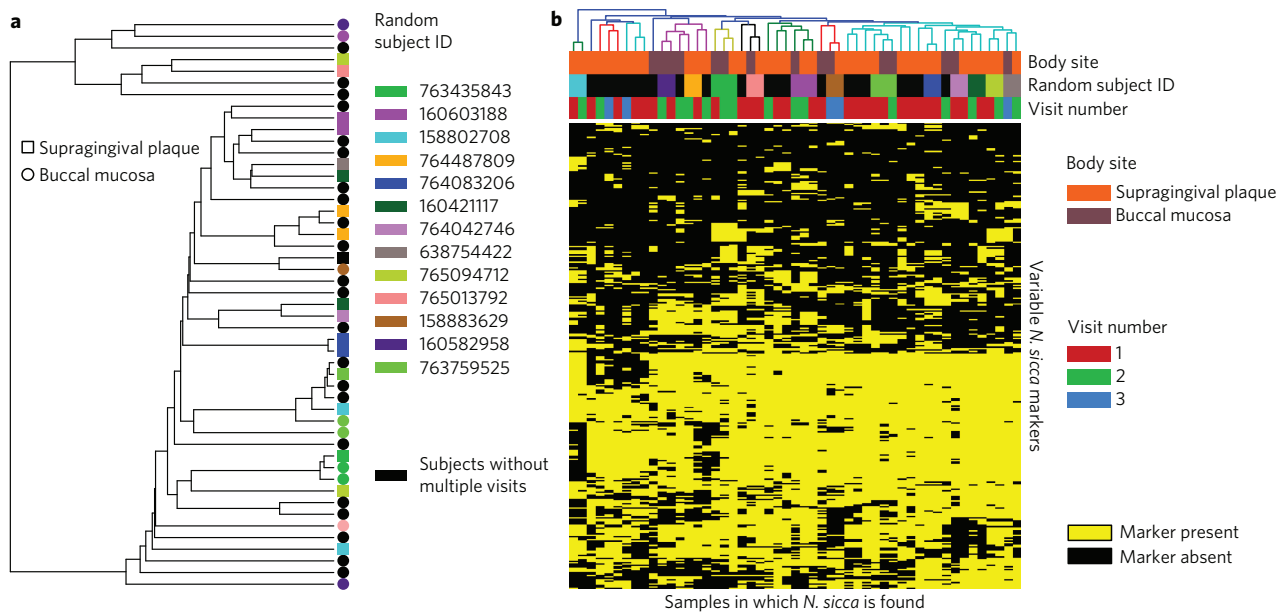 a
Random
subject ID
763435843
160603188
158802708
764487809
764083206
160421117
764042746
638754422
765094712
765013792
158883629
160582958
763759525
Subjects without
multiple visits
Supragingival plaque
Buccal mucosa
b
Body site
Random subject ID
Visit number
Variable N. sicca markers
Samples in which N. sicca is found
Body site
Supragingival plaque
Buccal mucosa
Visit number
1
2
3
Marker present
Marker absent